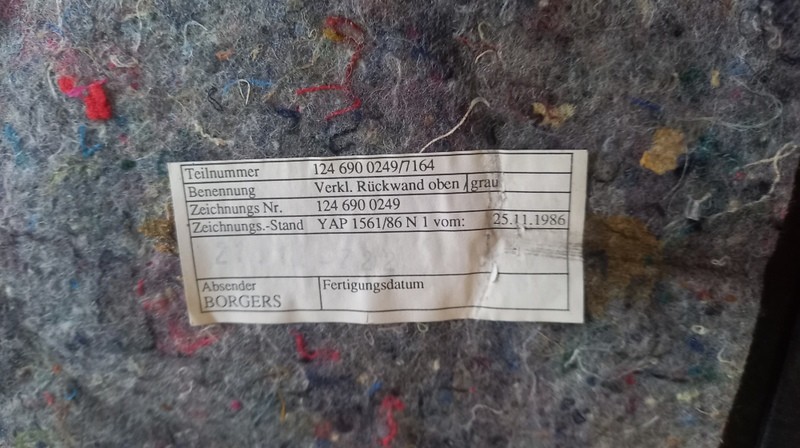 Teilnummer 124 690 0249/7164
Benennung Verkl. Rückwand oben / grau
Zeichnungs Nr. 124 690 0249
Zeichnungs.-Stand YAP 1561/86 N 1 vom: 25.11.1986
Absender Fertigungsdatum
BORGERS